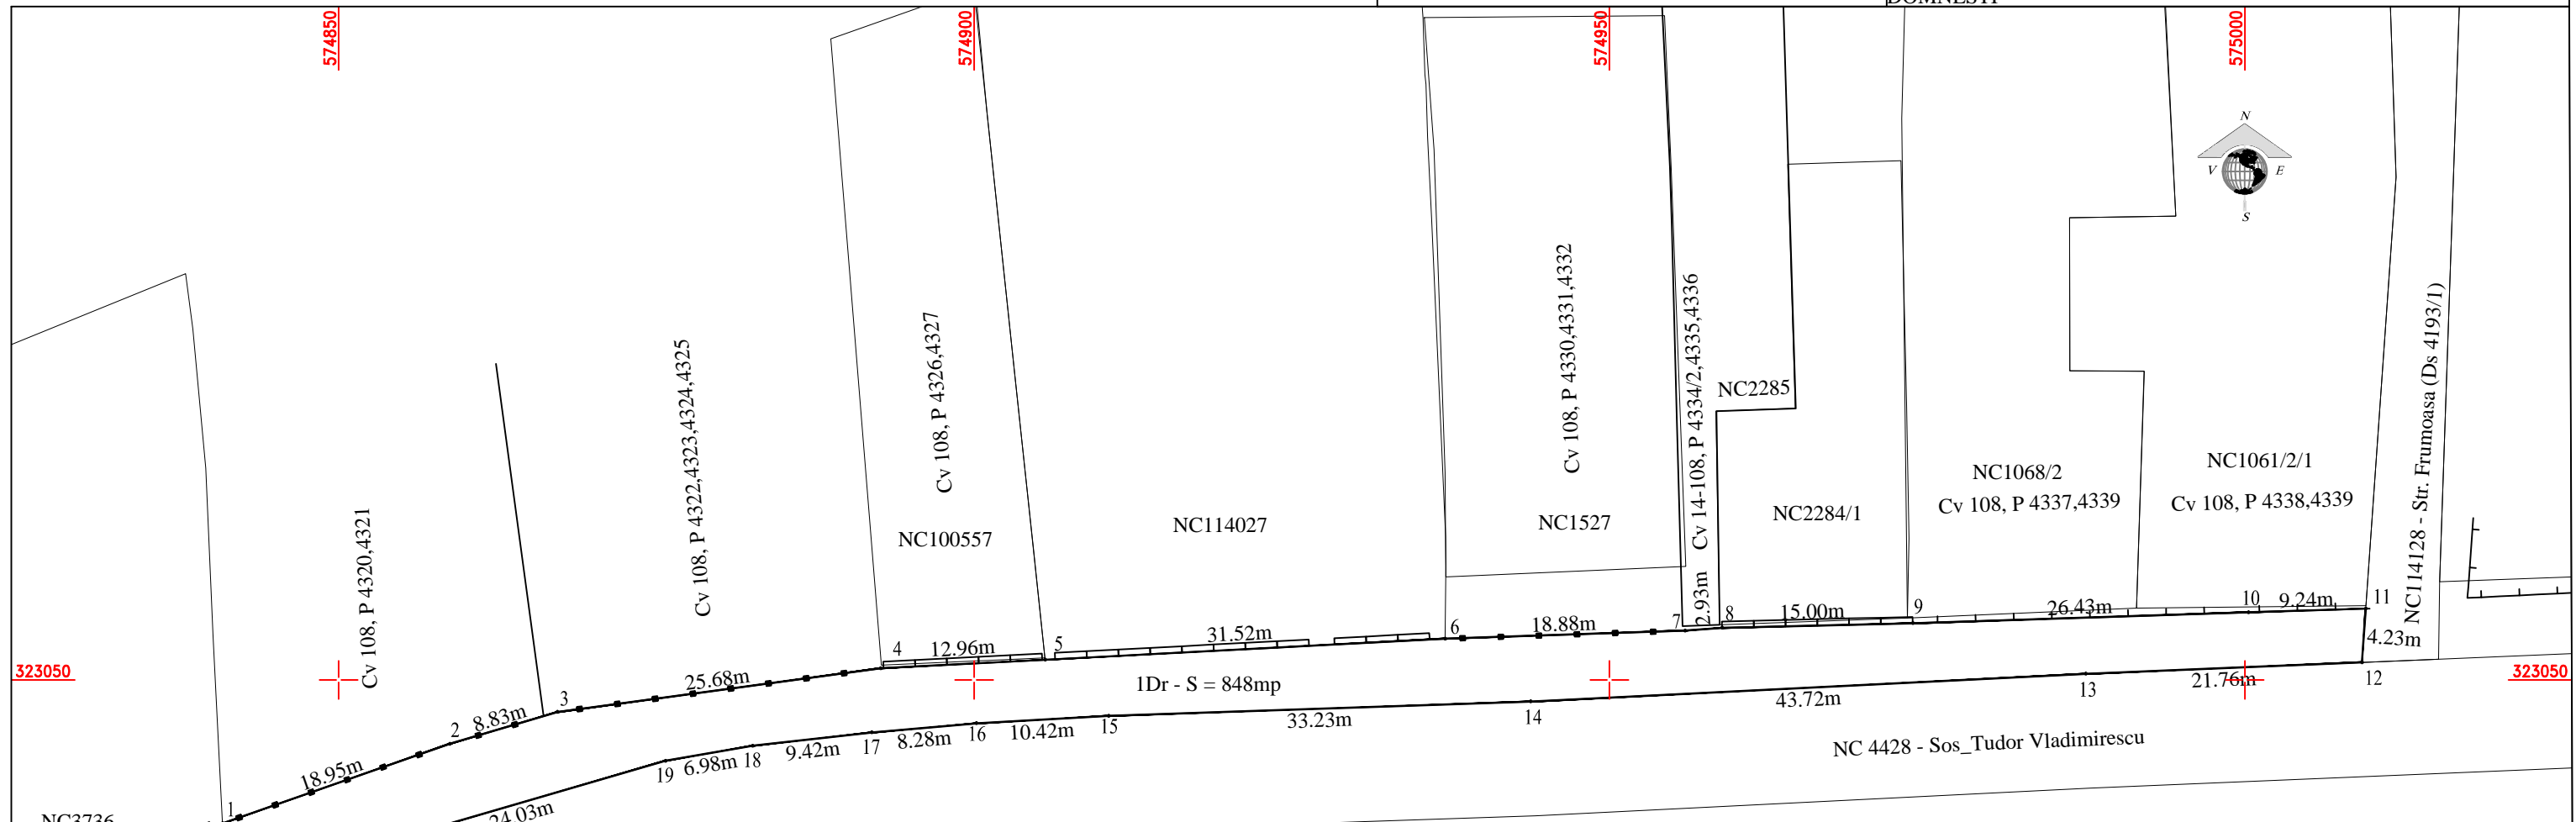 DOMNESTI
574850
574900
574950
575000
N
V
E
S
Cv 108, P 4320,4321
Cv 108, P 4322,4323,4324,4325
Cv 108, P 4326,4327
NC100557
NC114027
Cv 108, P 4330,4331,4332
NC1527
Cv 14-108, P 4334/2,4335,4336
NC2285
NC2284/1
NC1068/2
Cv 108, P 4337,4339
NC1061/2/1
Cv 108, P 4338,4339
NC114128 - Str. Frumoasa (Ds 4193/1)
1
18.95m
2
8.83m
3
25.68m
4
12.96m
5
31.52m
6
18.88m
7
2.93m
8
15.00m
9
26.43m
10
9.24m
11
4.23m
12
323050
323050
1Dr - S = 848mp
21.76m
13
43.72m
14
33.23m
15
10.42m
16
8.28m
17
9.42m
18
6.98m
19
24.03m
NC 4428 - Sos_Tudor Vladimirescu
NC3736